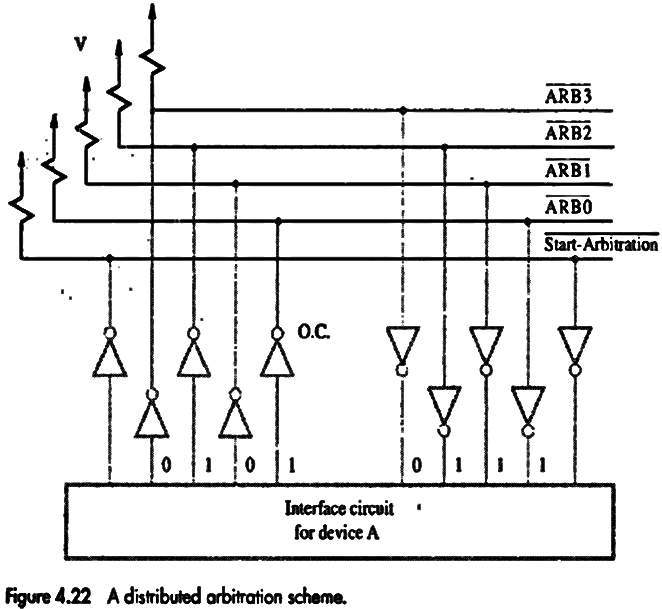 V
ARB3
ARB2
ARB1
ARB0
Start-Arbitration
O.C.
0 1 0 1 0 1 1 1
Interface circuit
for device A
Figure 4.22 A distributed arbitration scheme.